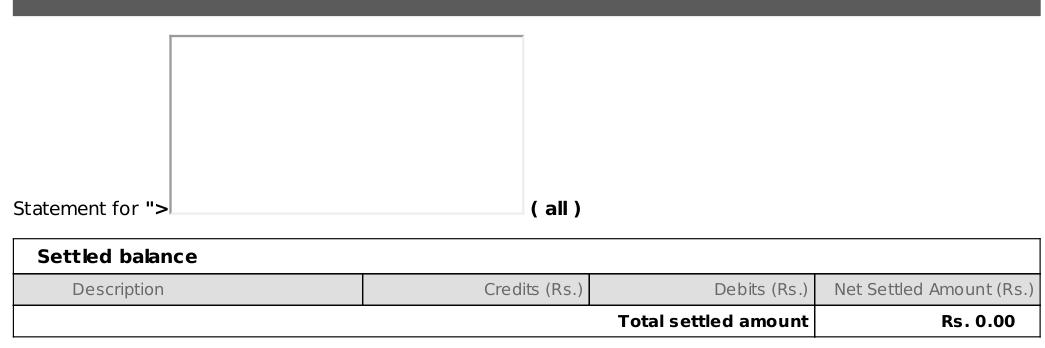 Statement for "> ( all )
Settled balance
Description Credits (Rs.) Debits (Rs.) Net Settled Amount (Rs.)
Total settled amount Rs. 0.00